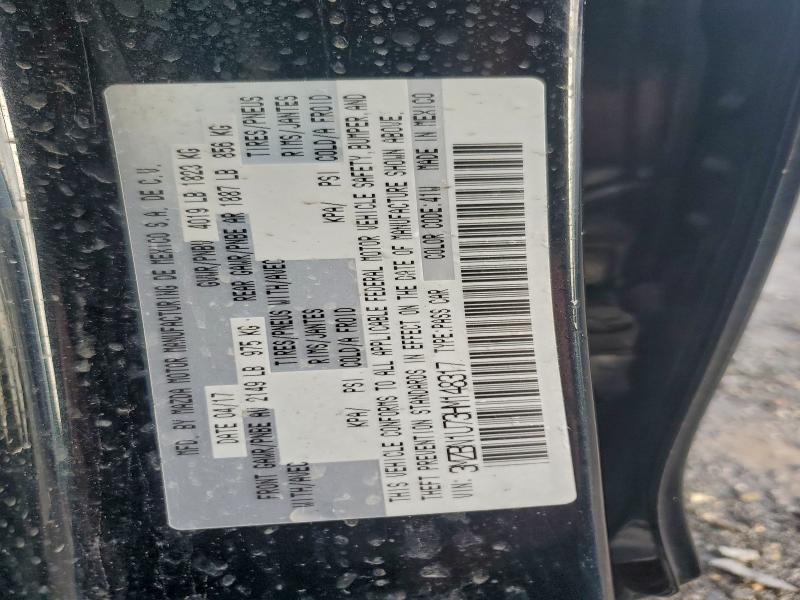 MFD. BY MAZDA MOTOR MANUFACTURING DE MEXICO S.A. DE C.V.
DATE 04/17 GVWR/PNBV 4019 LB 1823 KG
FRONT GAWR/PNBE AV 2149 LB 975 KG REAR GAWR/PNBE AR 1887 LB 856 KG
WITH/AVEC TIRES/PNEUS WITH/AVEC TIRES/PNEUS
RIMS/JANTES RIMS/JANTES
KPA/ PSI COLD/A FROID KPA/ PSI COLD/A FROID
THIS VEHICLE CONFORMS TO ALL APPLICABLE FEDERAL MOTOR VEHICLE SAFETY, BUMPER, AND
THEFT PREVENTION STANDARDS IN EFFECT ON THE DATE OF MANUFACTURE SHOWN ABOVE.
VIN: 3MZBN1U73HM148317 TYPE:PASS CAR COLOR CODE:41W MADE IN MEXICO